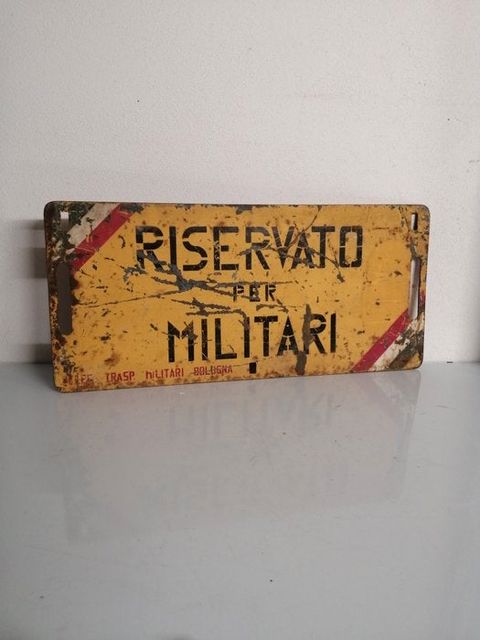 RISERVATO
PER
MILITARI
TRASP MILITARI BOLOGNA